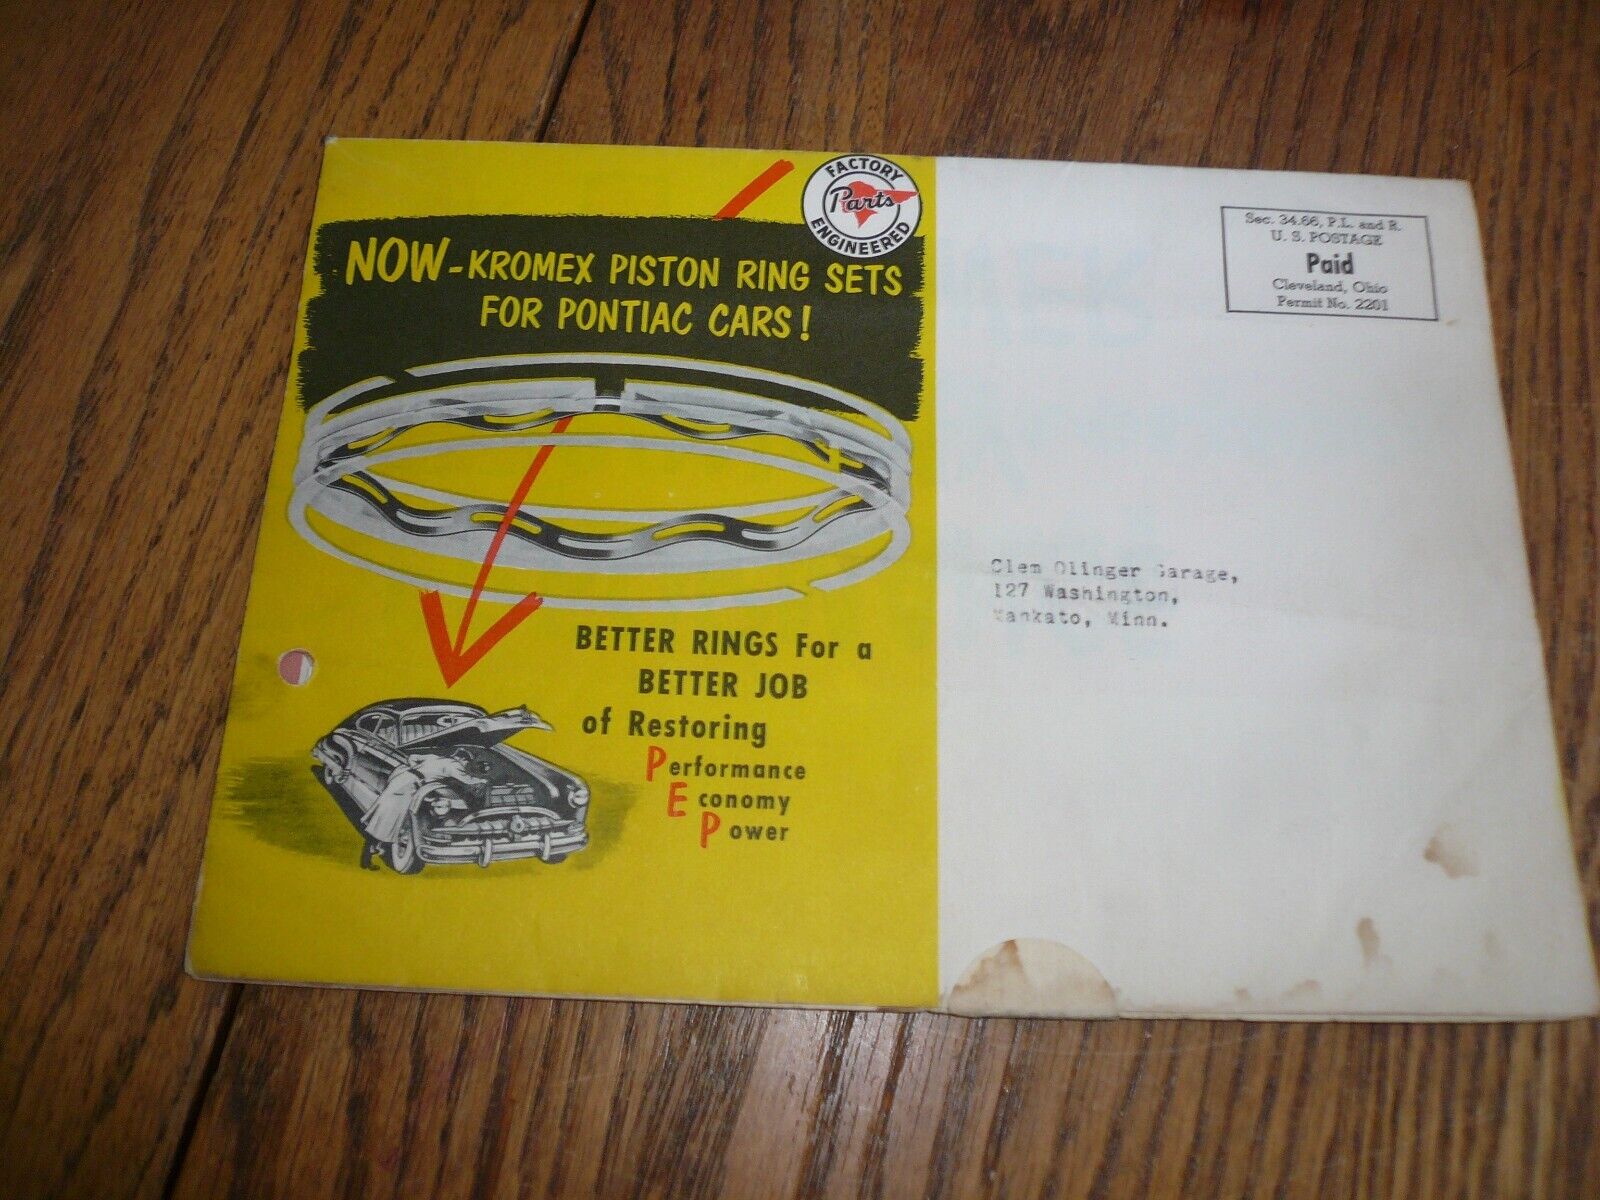 FACTORY
Parts
ENGINEERED
NOW-KROMEX PISTON RING SETS
FOR PONTIAC CARS!
BETTER RINGS For a
BETTER JOB
of Restoring
Performance
Economy
Power
Sec. 34.66, P.L. and R.
U. S. POSTAGE
Paid
Cleveland, Ohio
Permit No. 2201
Clem Olinger Garage,
127 Washington,
Mankato, Minn.